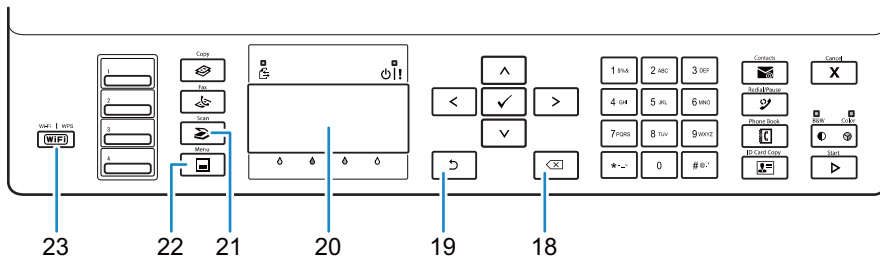 Copy
Fax
Scan
Menu
1
2
3
4
Wi-Fi | WPS
WiFi
1 2 ABC 3 DEF
4 GHI 5 JKL 6 MNO
7 PQRS 8 TUV 9 WXYZ
0
Contacts
Redial/Pause
Phone Book
ID Card Copy
Cancel
X
B&W Color
Start
23 22 21 20 19 18